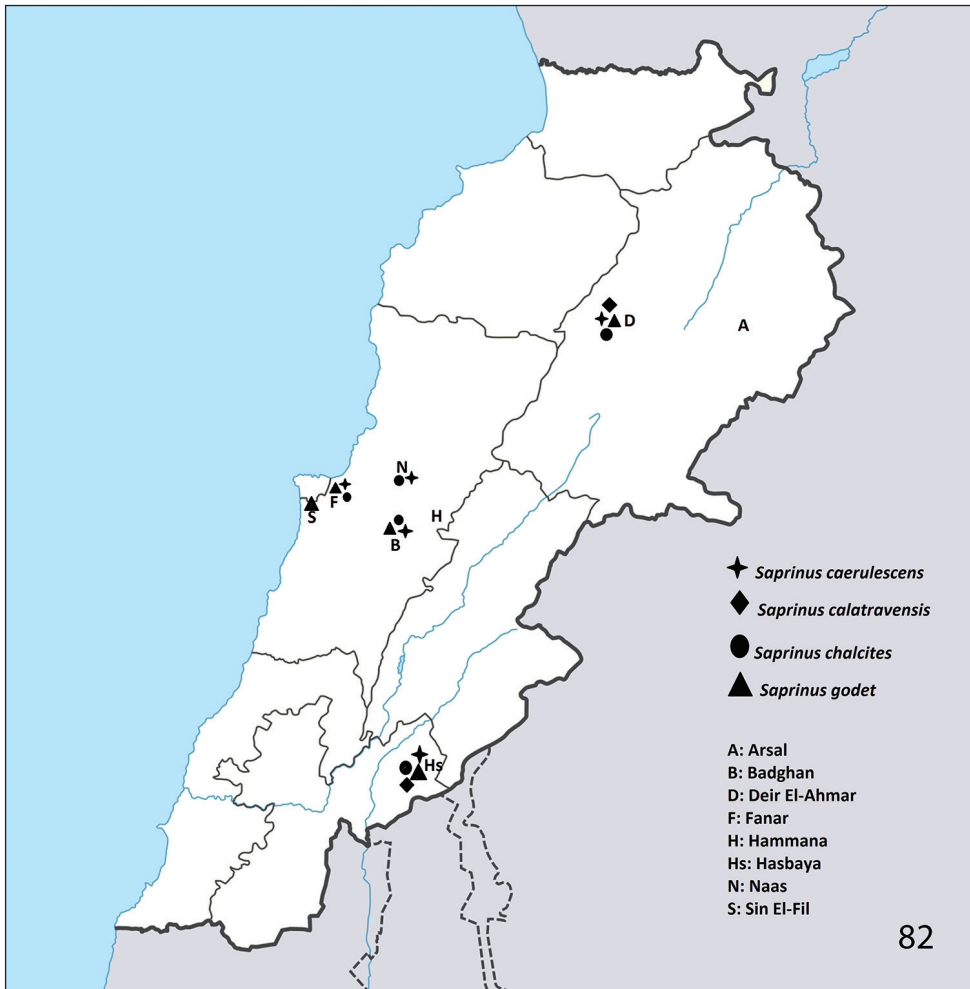 D
A
N
F
S
H
B
Saprinus caerulescens
Saprinus calatravensis
Saprinus chalcites
Saprinus godet
Hs
A: Arsal
B: Badghan
D: Deir El-Ahmar
F: Fanar
H: Hammana
Hs: Hasbaya
N: Naas
S: Sin El-Fil
82